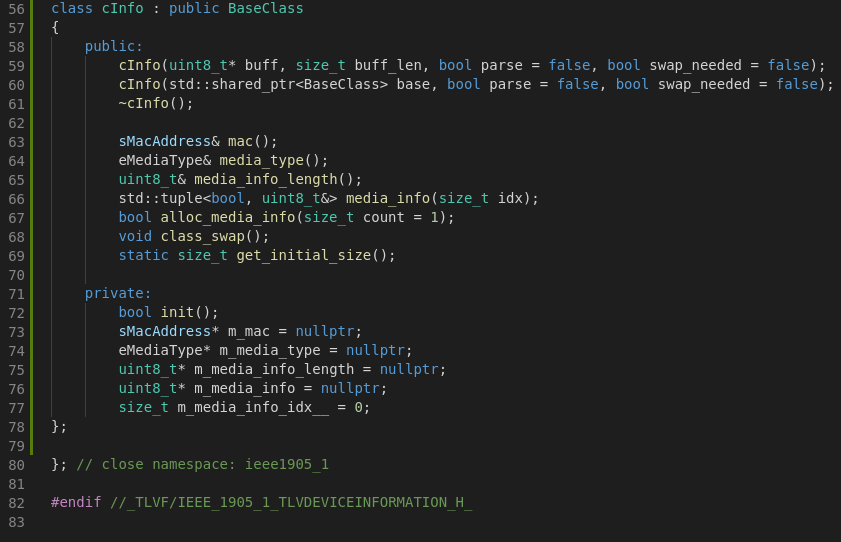 56 class cInfo : public BaseClass
57 {
58     public:
59         cInfo(uint8_t* buff, size_t buff_len, bool parse = false, bool swap_needed = false);
60         cInfo(std::shared_ptr<BaseClass> base, bool parse = false, bool swap_needed = false);
61         ~cInfo();
62
63         sMacAddress& mac();
64         eMediaType& media_type();
65         uint8_t& media_info_length();
66         std::tuple<bool, uint8_t&> media_info(size_t idx);
67         bool alloc_media_info(size_t count = 1);
68         void class_swap();
69         static size_t get_initial_size();
70
71     private:
72         bool init();
73         sMacAddress* m_mac = nullptr;
74         eMediaType* m_media_type = nullptr;
75         uint8_t* m_media_info_length = nullptr;
76         uint8_t* m_media_info = nullptr;
77         size_t m_media_info_idx__ = 0;
78 };
79
80 }; // close namespace: ieee1905_1
81
82 #endif //_TLVF/IEEE_1905_1_TLVDEVICEINFORMATION_H_
83